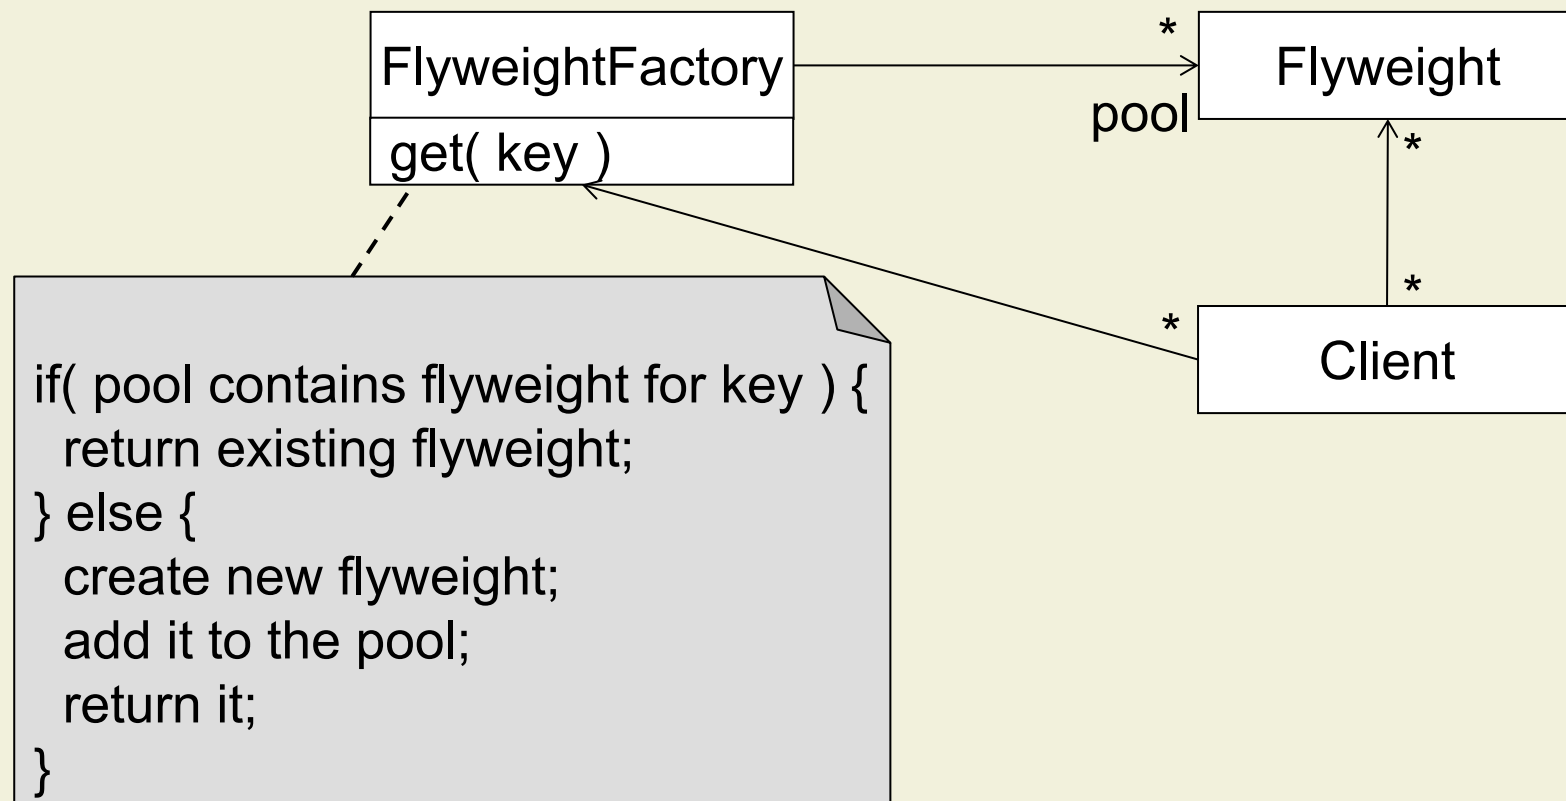 FlyweightFactory
get( key )
*
pool
Flyweight
*
*
*
Client
if( pool contains flyweight for key ) {
return existing flyweight;
} else {
create new flyweight;
add it to the pool;
return it;
}